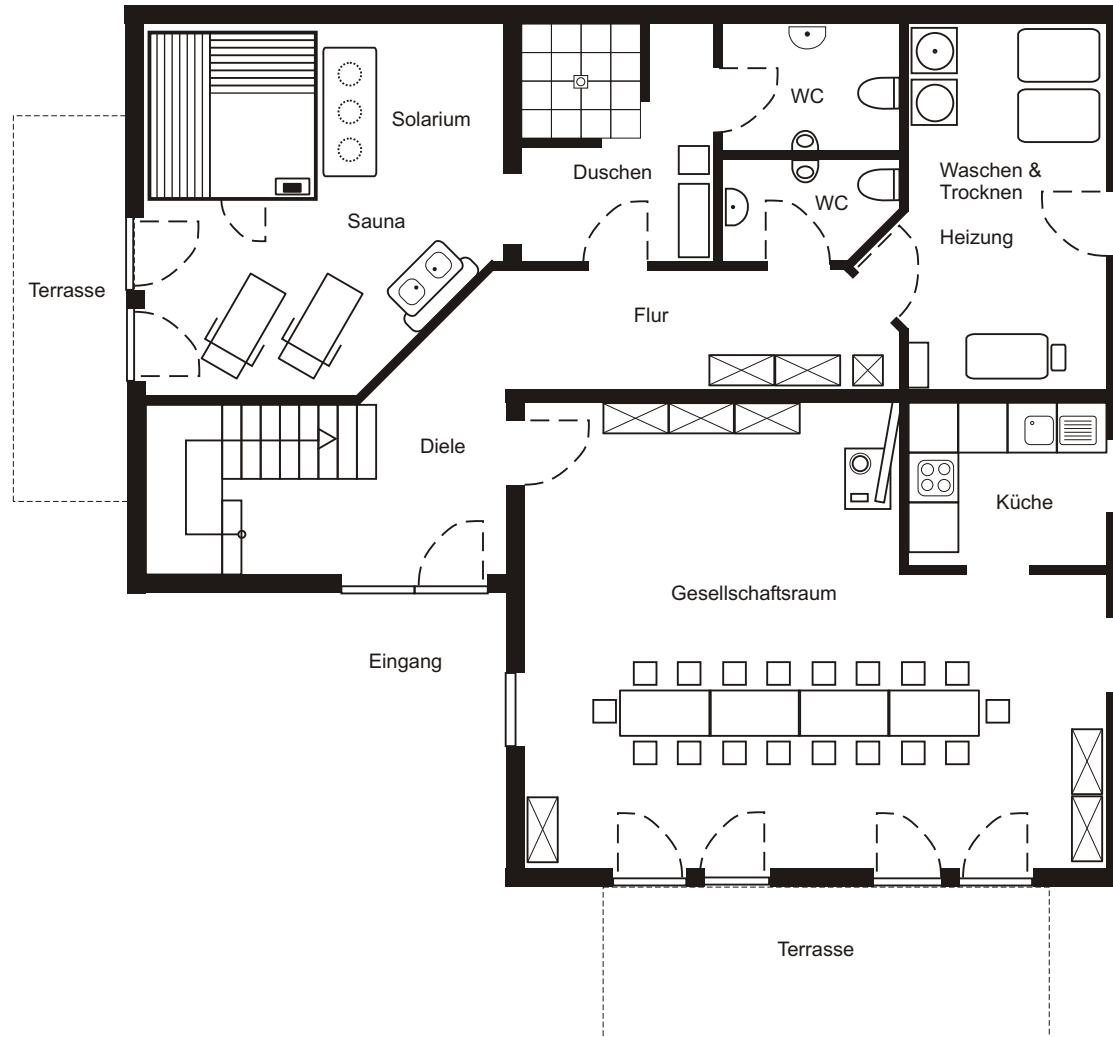 Solarium
WC
Duschen
Waschen &
Trocknen
WC
Sauna
Heizung
Terrasse
Flur
Diele
Küche
Gesellschaftsraum
Eingang
Terrasse